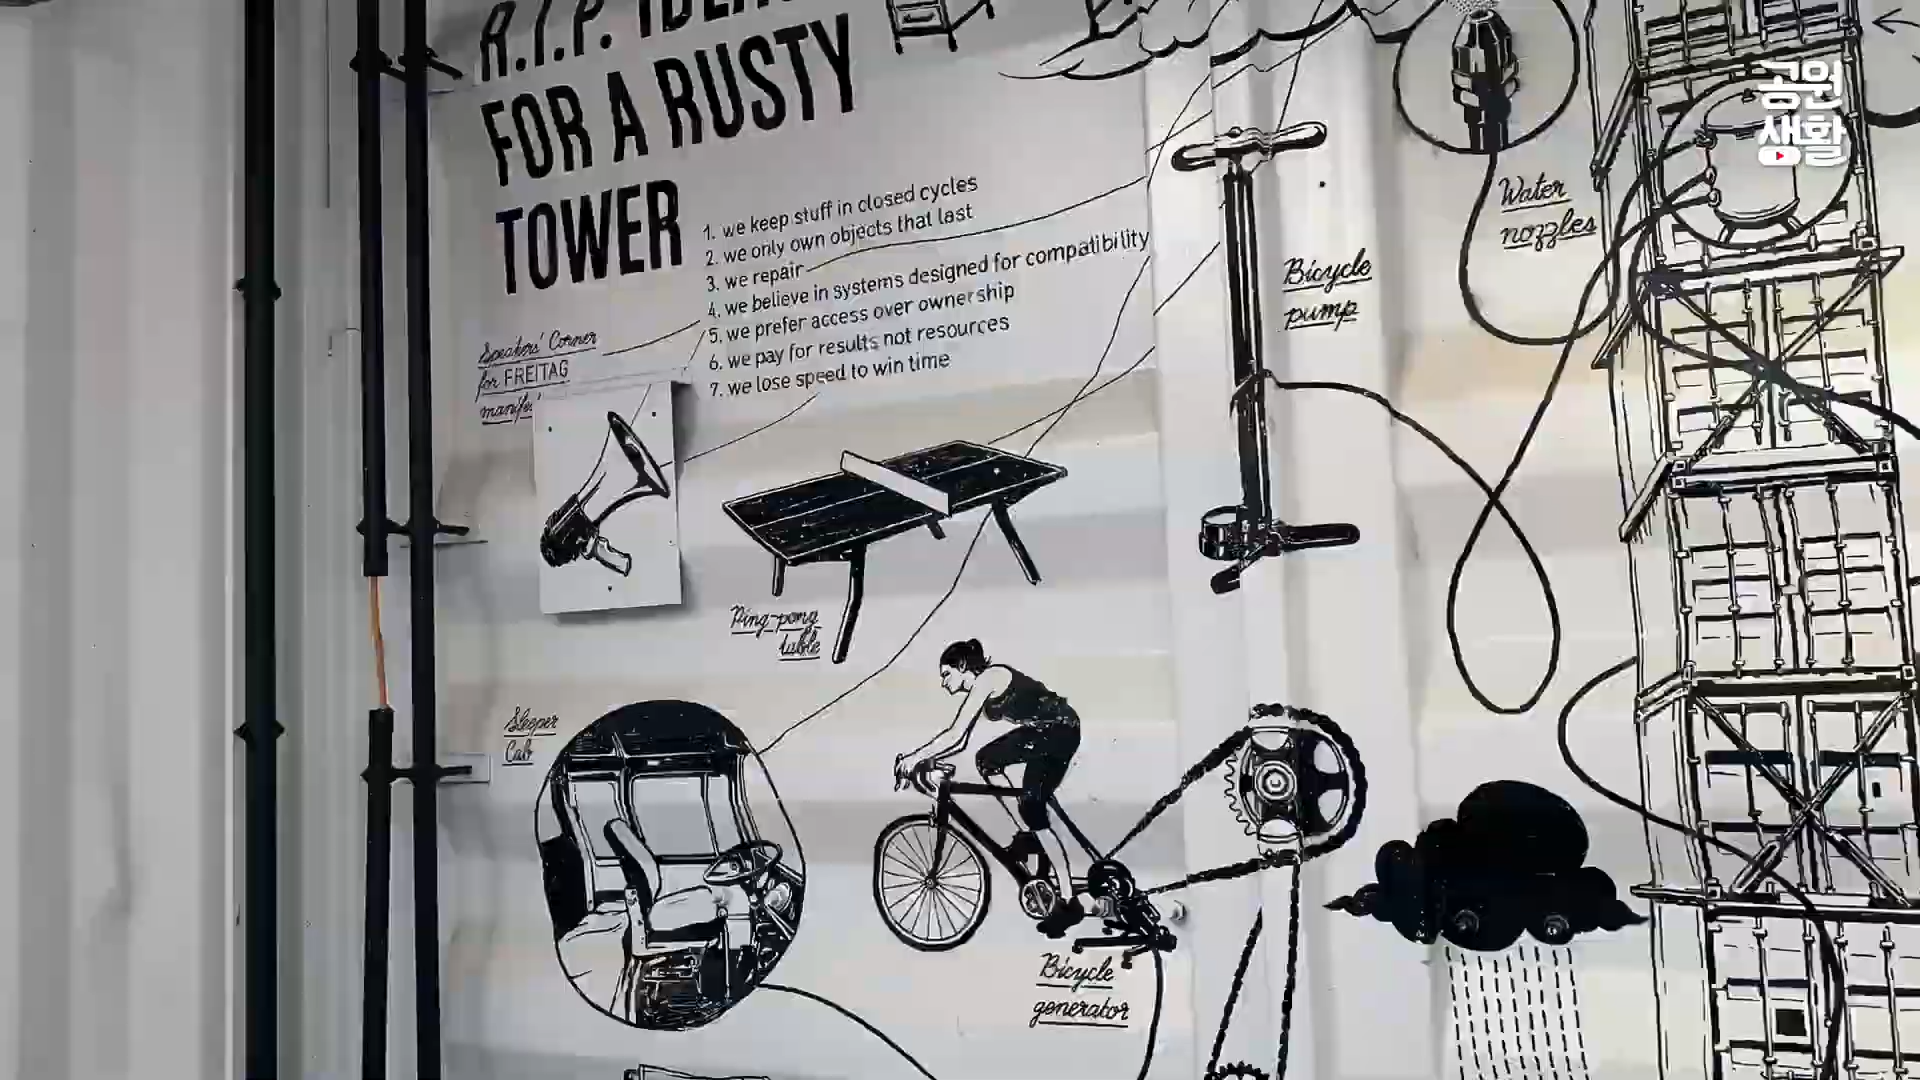 R.I.P.
FOR A RUSTY
TOWER
1. we keep stuff in closed cycles
2. we only own objects that last
3. we repair
4. we believe in systems designed for compatibility
5. we prefer access over ownership
6. we pay for results not resources
7. we lose speed to win time
Speakers' Corner
for FREITAG
Bicycle
pump
Water
nozzles
공원
생활
Ping-pong
table
Sleeper
Cab
Bicycle
generator